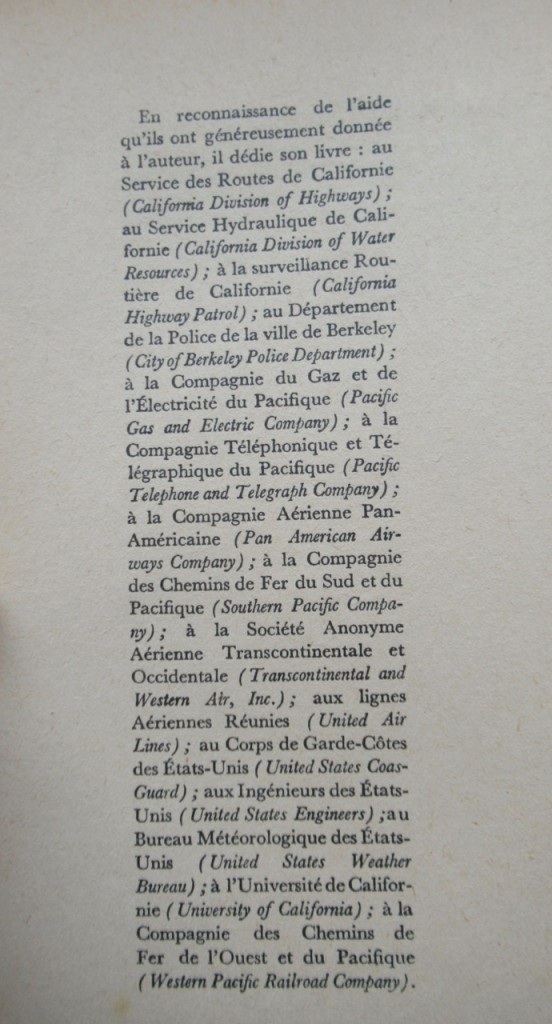 En reconnaissance de l'aide
qu'ils ont généreusement donnée
à l'auteur, il dédie son livre : au
Service des Routes de Californie
(California Division of Highways) ;
au Service Hydraulique de Cali-
fornie (California Division of Water
Resources) ; à la surveillance Rou-
tière de Californie (California
Highway Patrol) ; au Département
de la Police de la ville de Berkeley
(City of Berkeley Police Department) ;
à la Compagnie du Gaz et de
l'Électricité du Pacifique (Pacific
Gas and Electric Company) ; à la
Compagnie Téléphonique et Té-
légraphique du Pacifique (Pacific
Telephone and Telegraph Company) ;
à la Compagnie Aérienne Pan-
Américaine (Pan American Air-
ways Company) ; à la Compagnie
des Chemins de Fer du Sud et du
Pacifique (Southern Pacific Compa-
ny) ; à la Société Anonyme
Aérienne Transcontinentale et
Occidentale (Transcontinental and
Western Air, Inc.) ; aux lignes
Aériennes Réunies (United Air
Lines) ; au Corps de Garde-Côtes
des États-Unis (United States Coas-
Guard) ; aux Ingénieurs des États-
Unis (United States Engineers) ;au
Bureau Météorologique des États-
Unis (United States Weather
Bureau) ; à l'Université de Califor-
nie (University of California) ; à la
Compagnie des Chemins de
Fer de l'Ouest et du Pacifique
(Western Pacific Railroad Company).